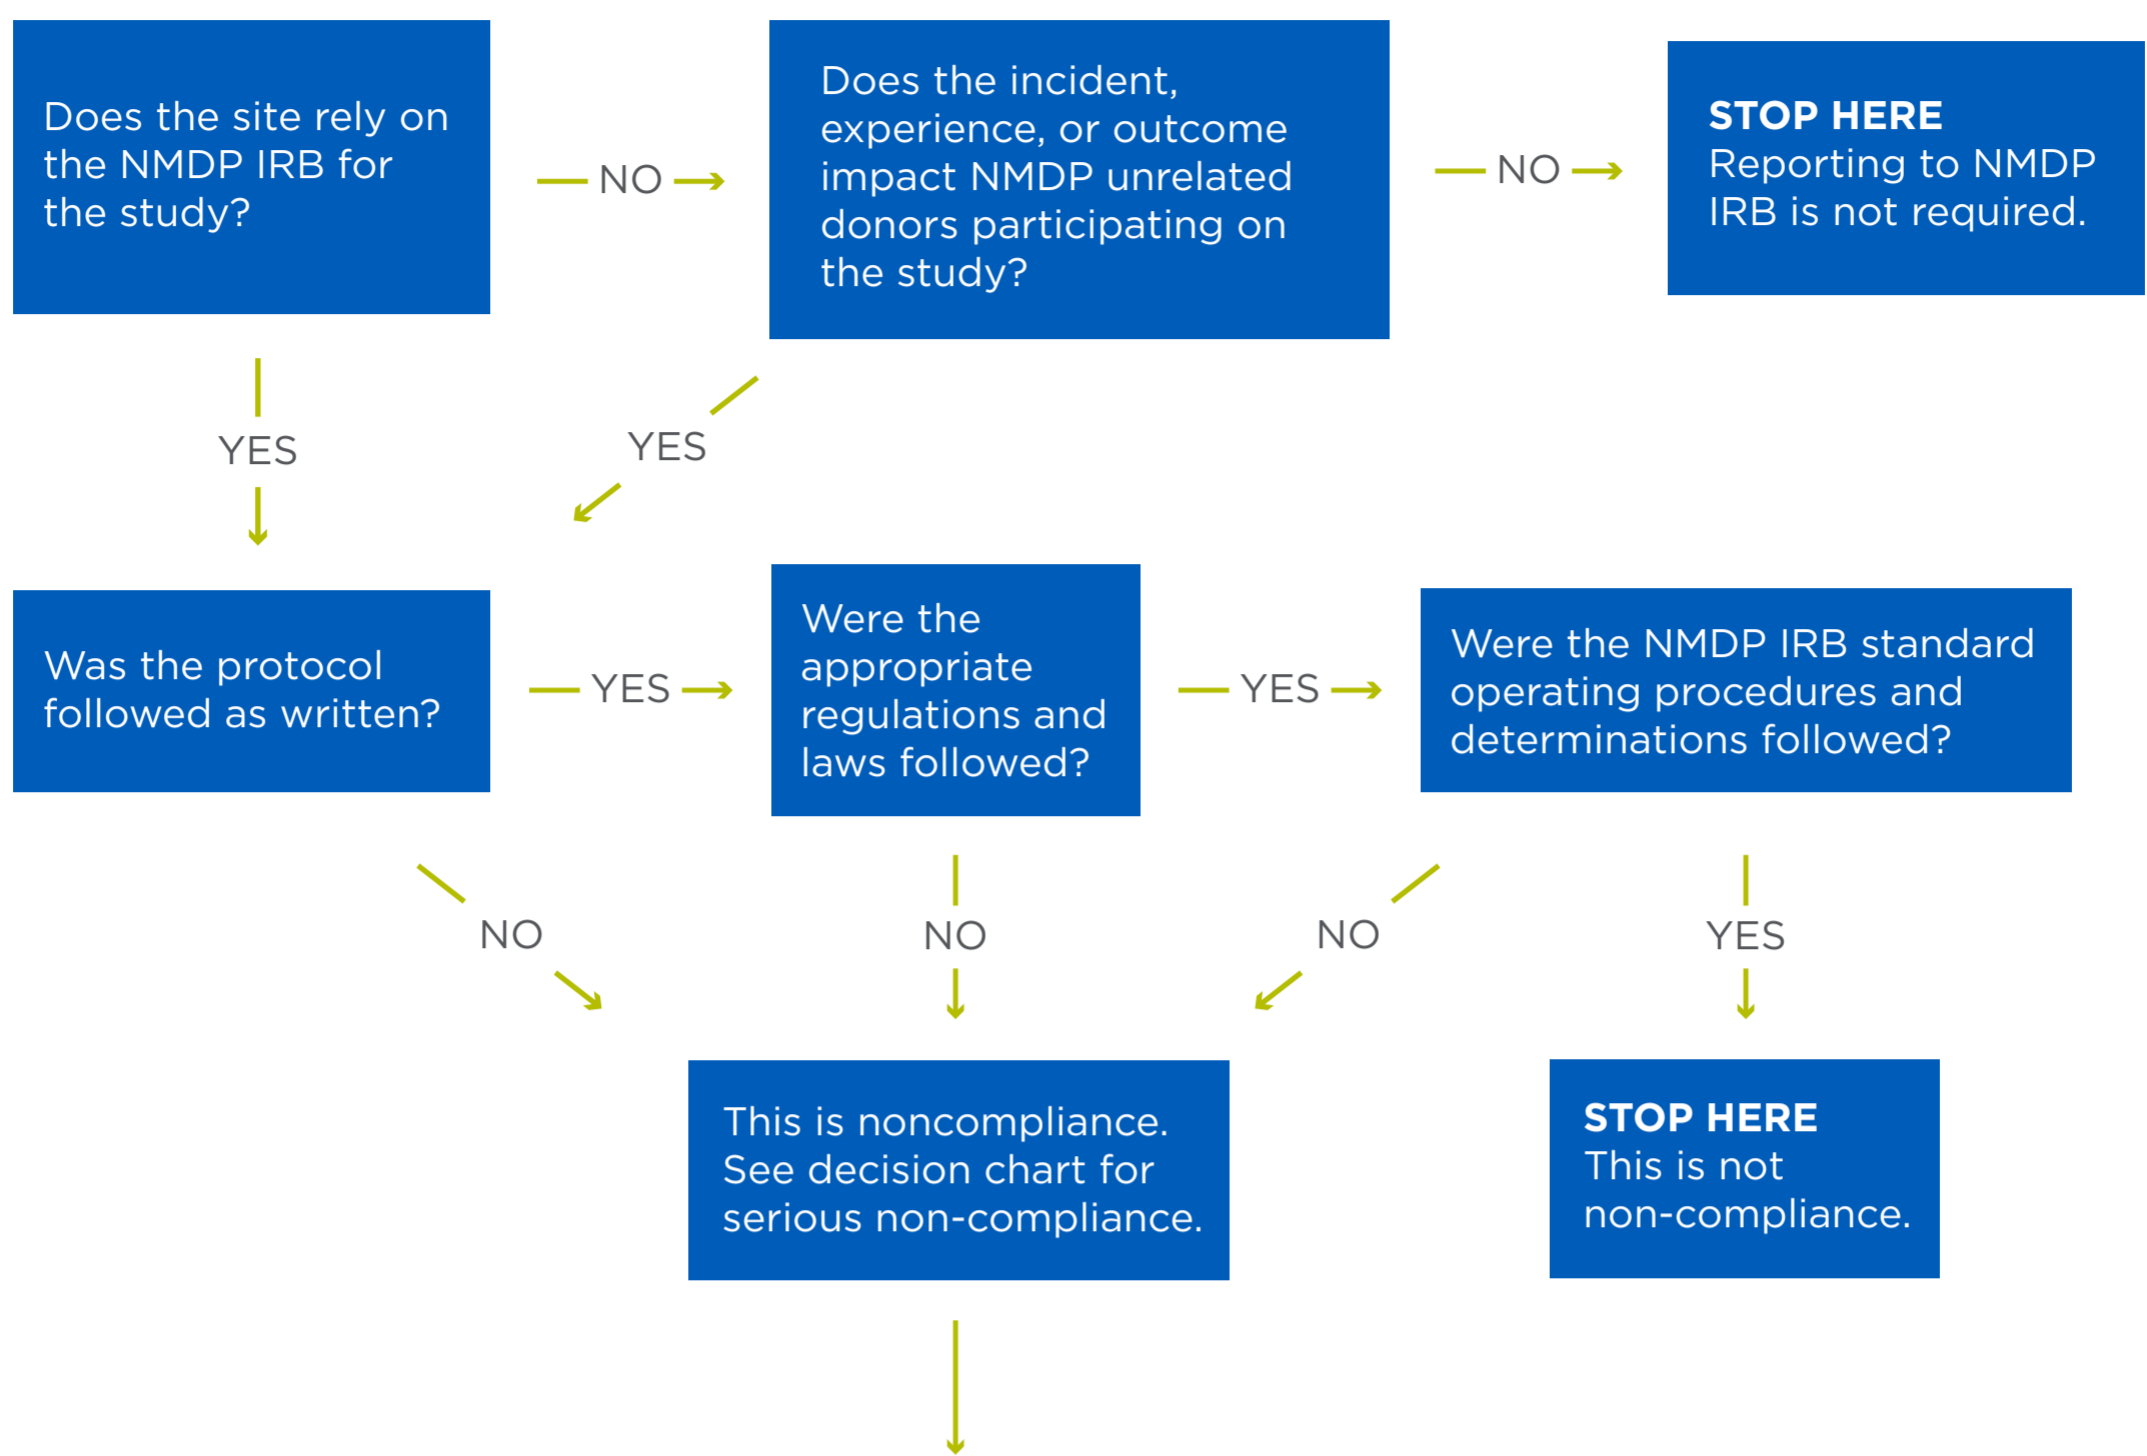 Does the site rely on
the NMDP IRB for
the study?
NO
Does the incident,
experience, or outcome
impact NMDP unrelated
donors participating on
the study?
NO
STOP HERE
Reporting to NMDP
IRB is not required.
YES
YES
Was the protocol
followed as written?
YES
Were the
appropriate
regulations and
laws followed?
YES
Were the NMDP IRB standard
operating procedures and
determinations followed?
NO
NO
NO
YES
This is noncompliance.
See decision chart for
serious non-compliance.
STOP HERE
This is not
non-compliance.